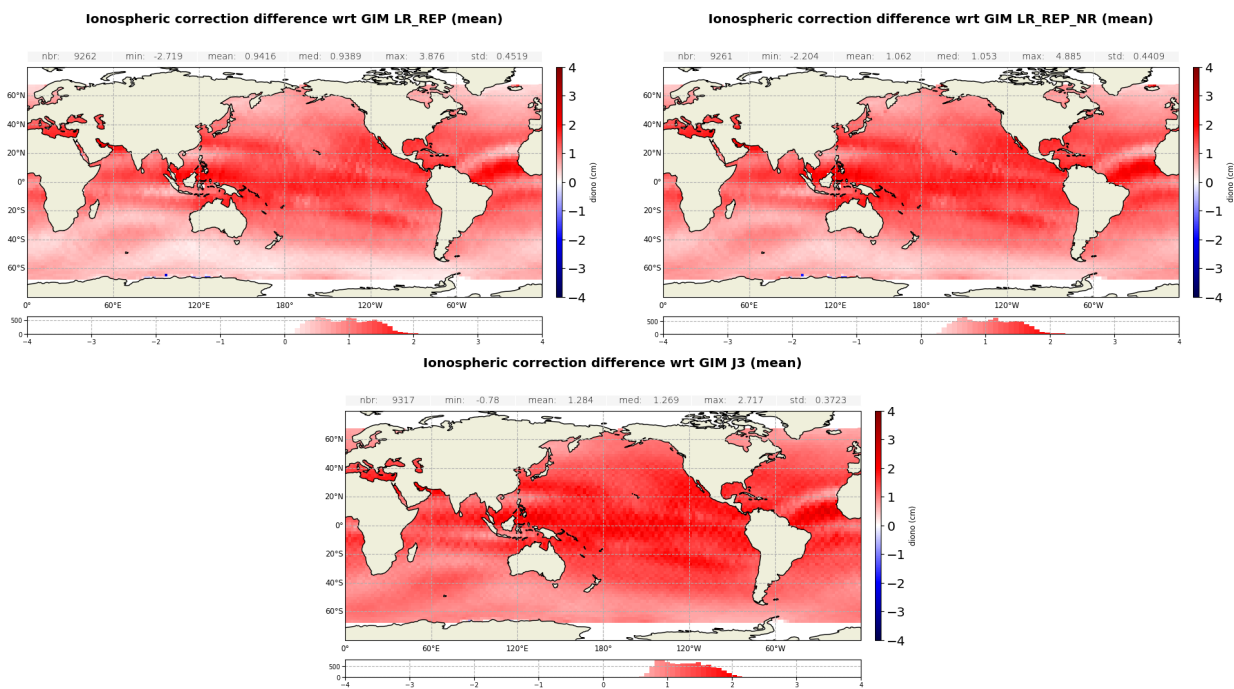 Ionospheric correction difference wrt GIM LR_REP (mean)
nbr: 9262 min: -2.719 mean: 0.9416 med: 0.9389 max: 3.876 std: 0.4519
60°N
40°N
20°N
0°
20°S
40°S
60°S
0° 60°E 120°E 180° 120°W 60°W
4
3
2
1
0
−1
−2
−3
−4
diono (cm)
500
0
−4 −3 −2 −1 0 1 2 3 4
Ionospheric correction difference wrt GIM LR_REP_NR (mean)
nbr: 9261 min: -2.204 mean: 1.062 med: 1.053 max: 4.885 std: 0.4409
60°N
40°N
20°N
0°
20°S
40°S
60°S
0° 60°E 120°E 180° 120°W 60°W
4
3
2
1
0
−1
−2
−3
−4
diono (cm)
500
0
−4 −3 −2 −1 0 1 2 3 4
Ionospheric correction difference wrt GIM J3 (mean)
nbr: 9317 min: -0.78 mean: 1.284 med: 1.269 max: 2.717 std: 0.3723
60°N
40°N
20°N
0°
20°S
40°S
60°S
0° 60°E 120°E 180° 120°W 60°W
4
3
2
1
0
−1
−2
−3
−4
diono (cm)
500
0
−4 −3 −2 −1 0 1 2 3 4